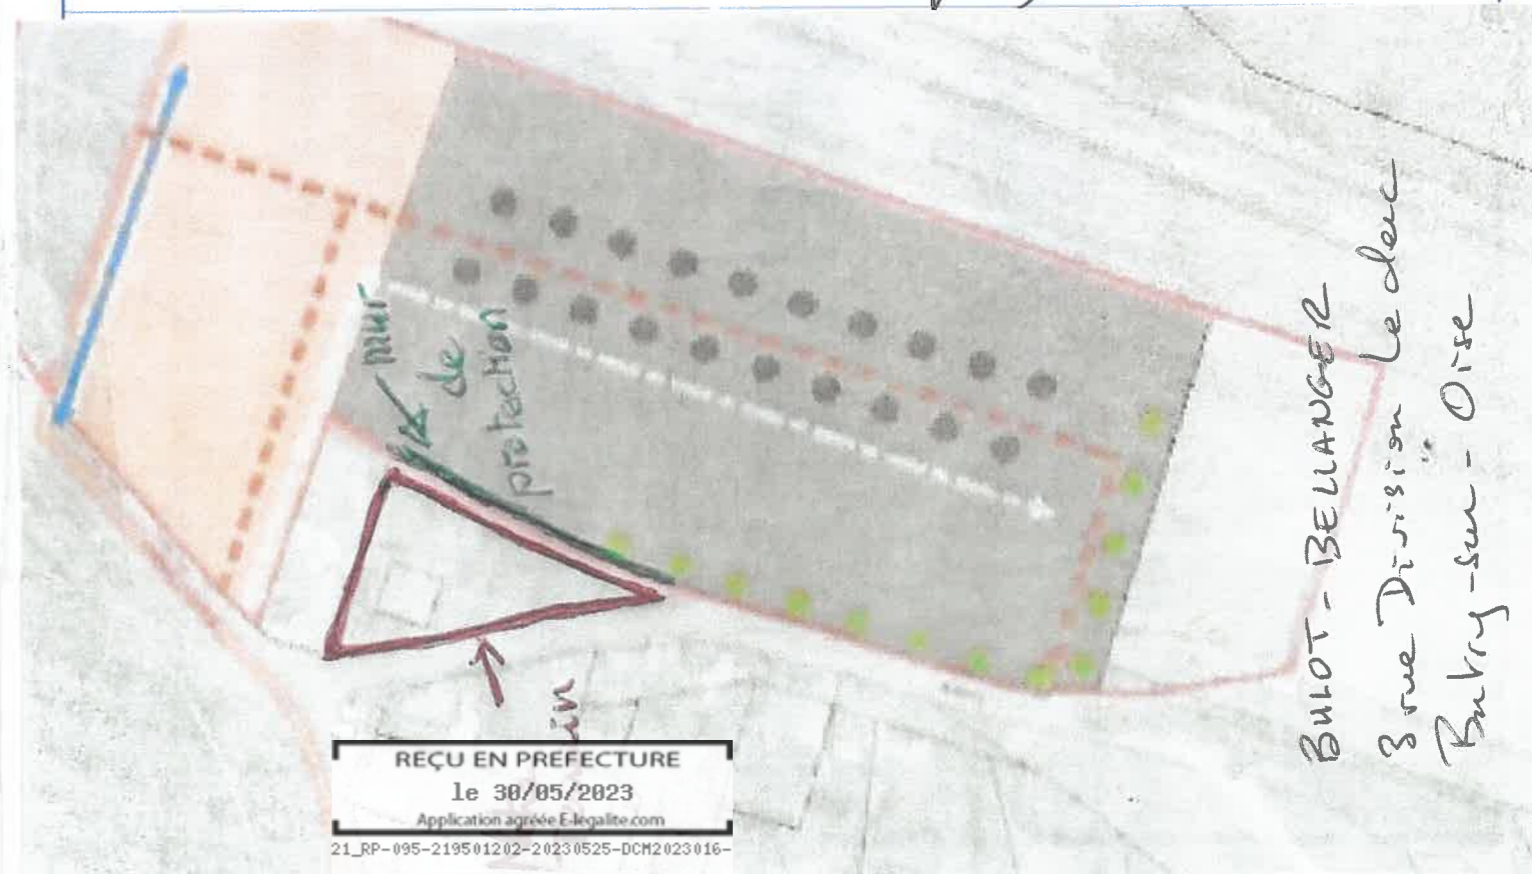 mur
de
protection
BUIOT - BELLANGER
3 rue Division Leclerc
Butry-sur-Oise
REÇU EN PREFECTURE
le 30/05/2023
Application agréée E-legalite.com
21_RP-095-219501202-20230525-DCM2023016-